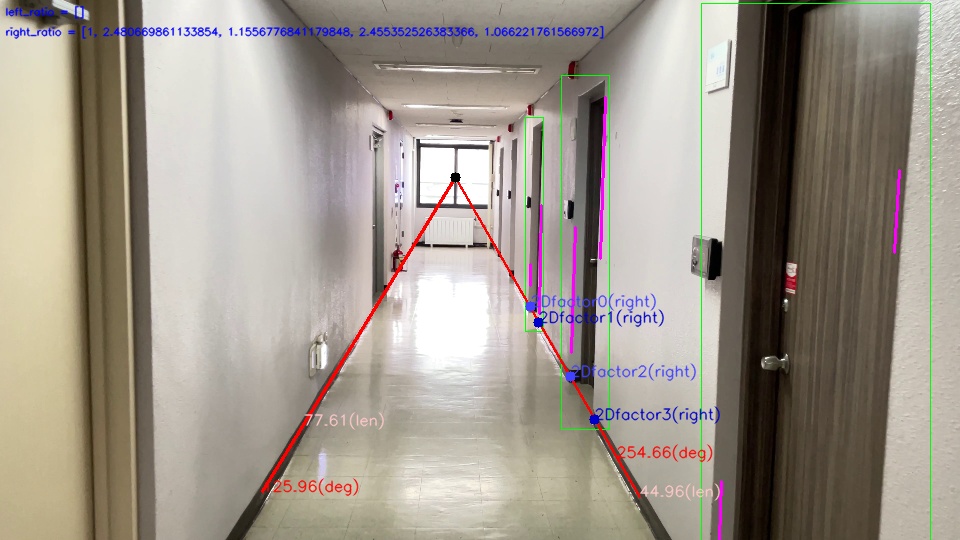 left_ratio = []
right_ratio = [1, 2.480669861133854, 1.1556776841179848, 2.455352526383366, 1.066221761566972]
2Dfactor0(right)
2Dfactor1(right)
2Dfactor2(right)
2Dfactor3(right)
77.61(len)
254.66(deg)
25.96(deg)
44.96(len)